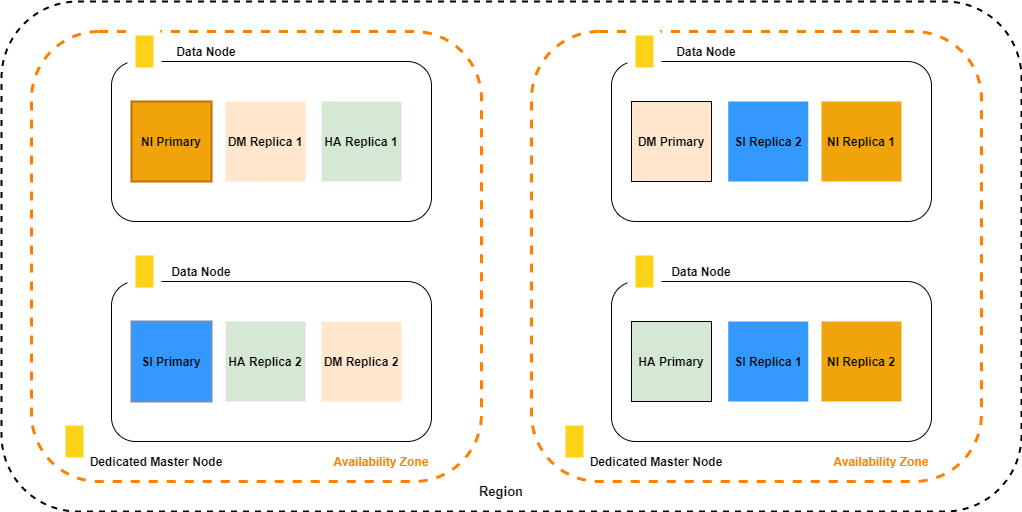 Data Node
NI Primary
DM Replica 1
HA Replica 1
Data Node
SI Primary
HA Replica 2
DM Replica 2
Dedicated Master Node
Availability Zone
Data Node
DM Primary
SI Replica 2
NI Replica 1
Data Node
HA Primary
SI Replica 1
NI Replica 2
Dedicated Master Node
Availability Zone
Region